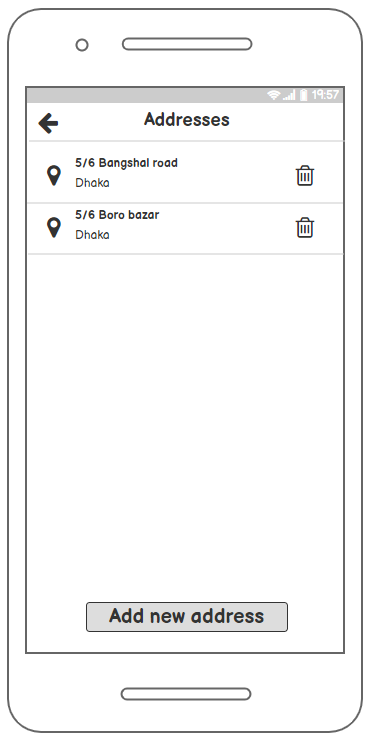 19:57
Addresses
5/6 Bangshal road
Dhaka
5/6 Boro bazar
Dhaka
Add new address